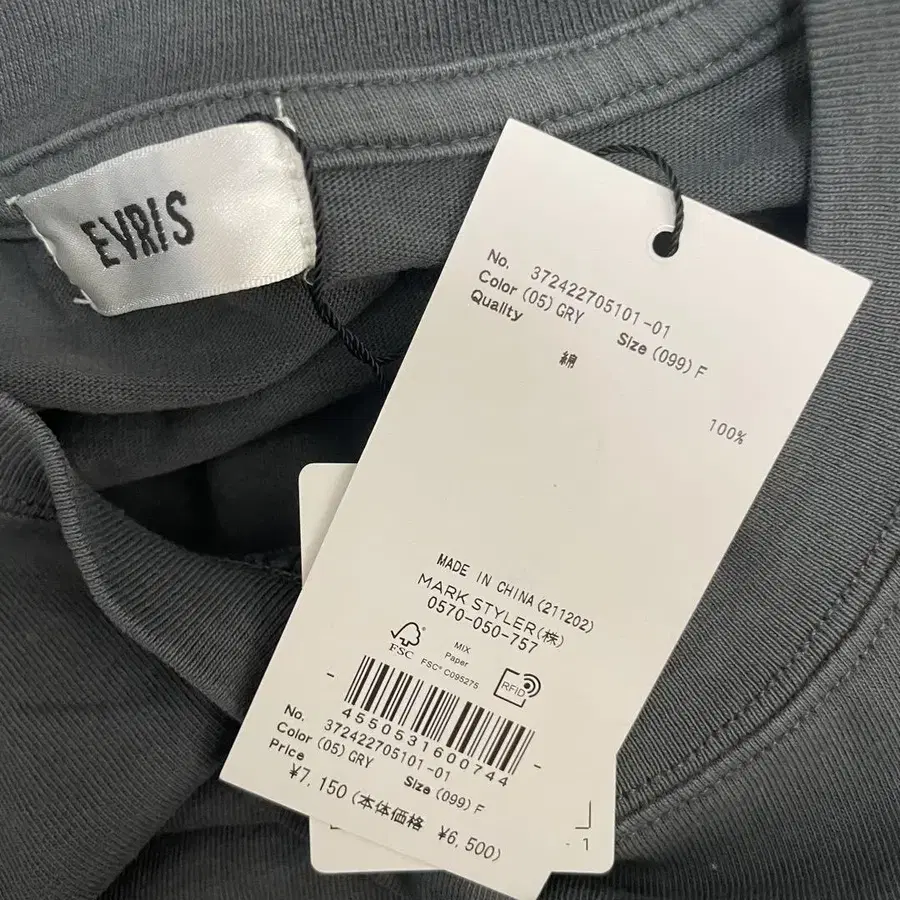 EVRIS
No. 372422705101-01
Color (05) GRY Size (099) F
Quality
綿
100%
MADE IN CHINA(211202)
MARK STYLER(株)
0570-050-757
FSC
MIX
Paper
FSC® C095275
RFID
4550531600744
No. 372422705101-01
Color (05) GRY Size (099) F
Price
¥7,150 (本体価格 ¥6,500)
- 1